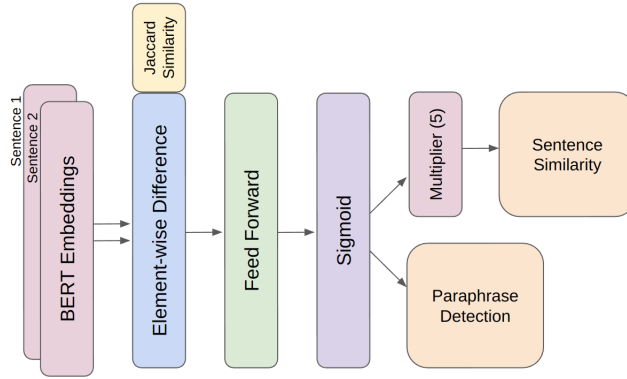 Sentence 1
Sentence 2
BERT Embeddings
Jaccard
Similarity
Element-wise Difference
Feed Forward
Sigmoid
Multiplier (5)
Sentence
Similarity
Paraphrase
Detection